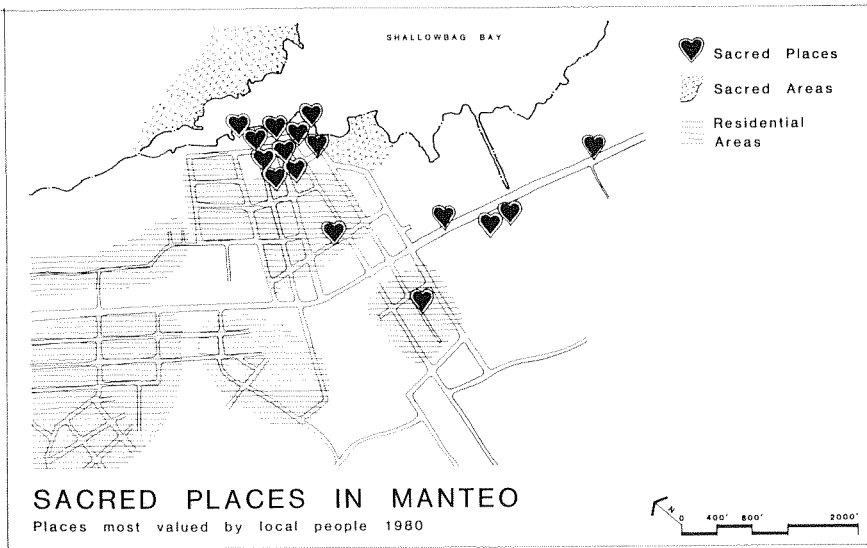 SHALLOWBAG BAY
Sacred Places
Sacred Areas
Residential
Areas
SACRED PLACES IN MANTEO
Places most valued by local people 1980
N
0 400' 800' 2000'